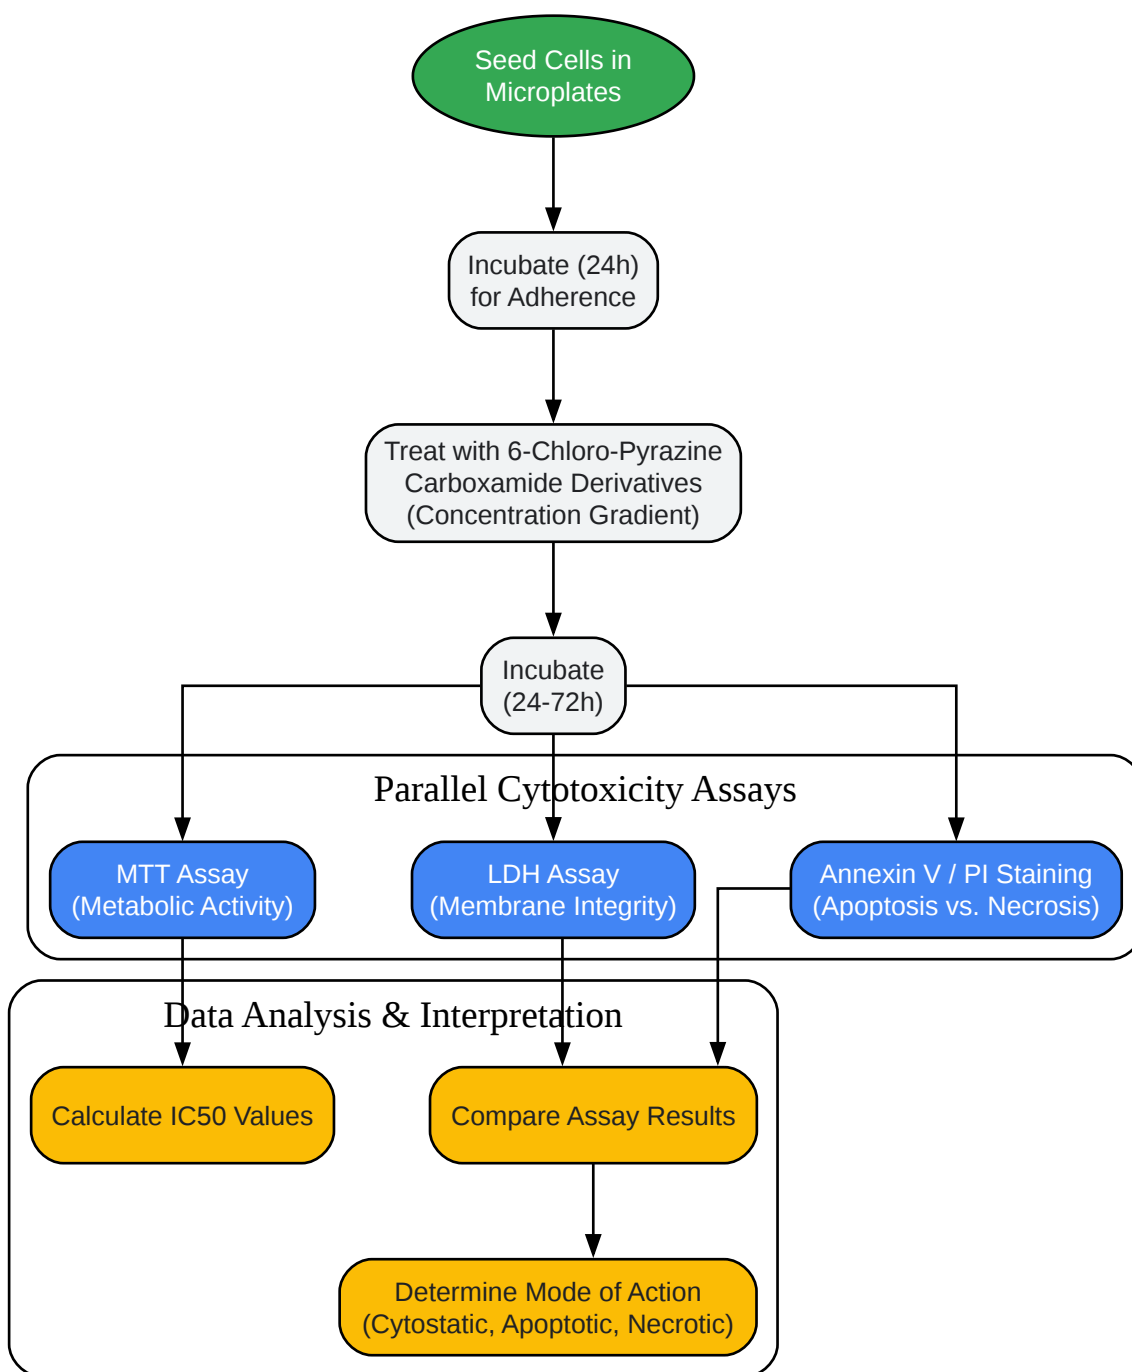 Seed Cells in
Microplates
Incubate (24h)
for Adherence
Treat with 6-Chloro-Pyrazine
Carboxamide Derivatives
(Concentration Gradient)
Incubate
(24-72h)
Parallel Cytotoxicity Assays
MTT Assay
(Metabolic Activity)
LDH Assay
(Membrane Integrity)
Annexin V / PI Staining
(Apoptosis vs. Necrosis)
Data Analysis & Interpretation
Calculate IC50 Values
Compare Assay Results
Determine Mode of Action
(Cytostatic, Apoptotic, Necrotic)